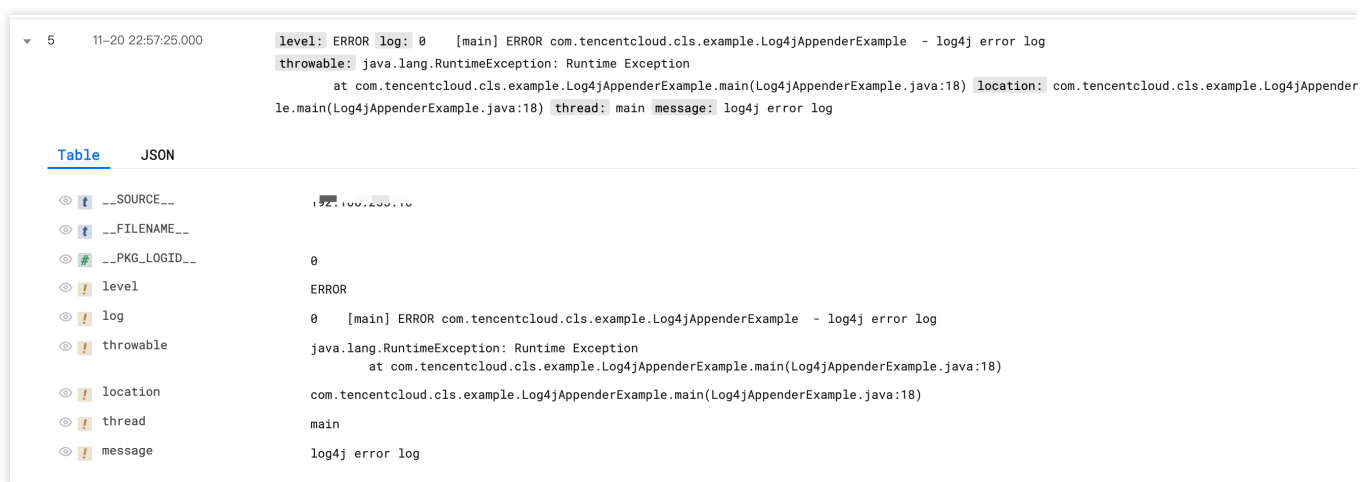 5 11-20 22:57:25.000 level: ERROR log: 0 [main] ERROR com.tencentcloud.cls.example.Log4jAppenderExample - log4j error log
throwable: java.lang.RuntimeException: Runtime Exception
at com.tencentcloud.cls.example.Log4jAppenderExample.main(Log4jAppenderExample.java:18) location: com.tencentcloud.cls.example.Log4jAppender
le.main(Log4jAppenderExample.java:18) thread: main message: log4j error log
Table JSON
t __SOURCE__
t __FILENAME__
# __PKG_LOGID__ 0
! level ERROR
! log 0 [main] ERROR com.tencentcloud.cls.example.Log4jAppenderExample - log4j error log
! throwable java.lang.RuntimeException: Runtime Exception
at com.tencentcloud.cls.example.Log4jAppenderExample.main(Log4jAppenderExample.java:18)
! location com.tencentcloud.cls.example.Log4jAppenderExample.main(Log4jAppenderExample.java:18)
! thread main
! message log4j error log